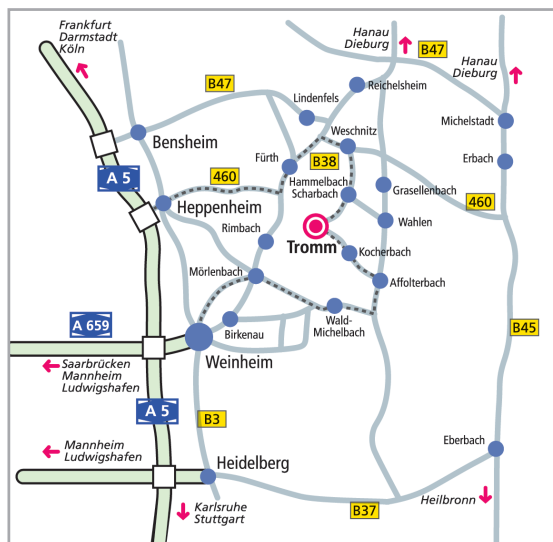 Frankfurt
Darmstadt
Köln
Hanau
Dieburg
B47
Hanau
Dieburg
B47
Reichelsheim
Lindenfels
Michelstadt
Bensheim
Weschnitz
B38
Fürth
Erbach
A 5
460
Hammelbach
Scharbach
Grasellenbach
460
Heppenheim
Rimbach
Wahlen
Tromm
Kocherbach
Mörlenbach
Affolterbach
A 659
Birkenau
Wald-
Michelbach
B45
Weinheim
Saarbrücken
Mannheim
Ludwigshafen
A 5
B3
Mannheim
Ludwigshafen
Eberbach
Heidelberg
Heilbronn
Karlsruhe
Stuttgart
B37